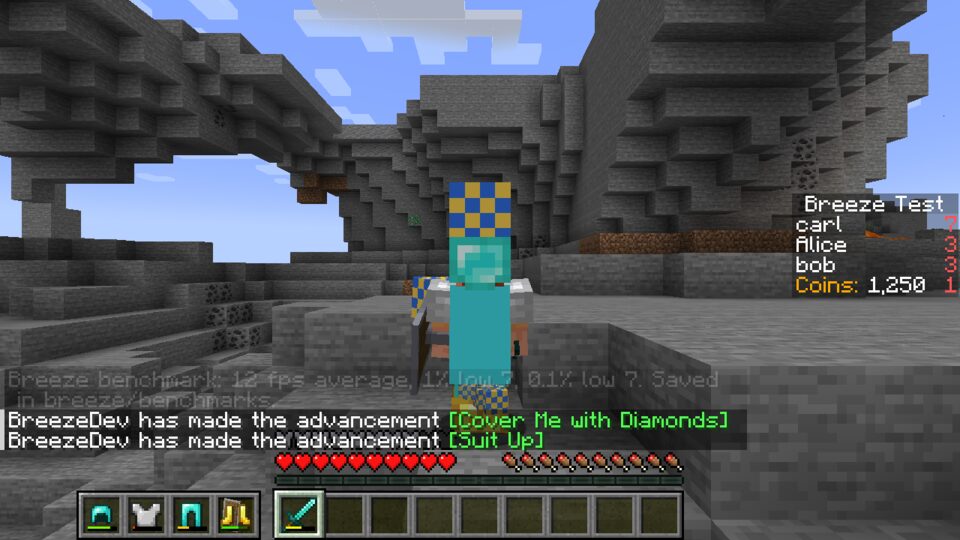 Breeze Test
carl 7
Alice 3
bob 3
Coins: 1,250 1
Breeze benchmark: 12 fps average, 1% low 7, 0.1% low 7. Saved
in breeze/benchmarks
BreezeDev has made the advancement [Cover Me with Diamonds]
BreezeDev has made the advancement [Suit Up]